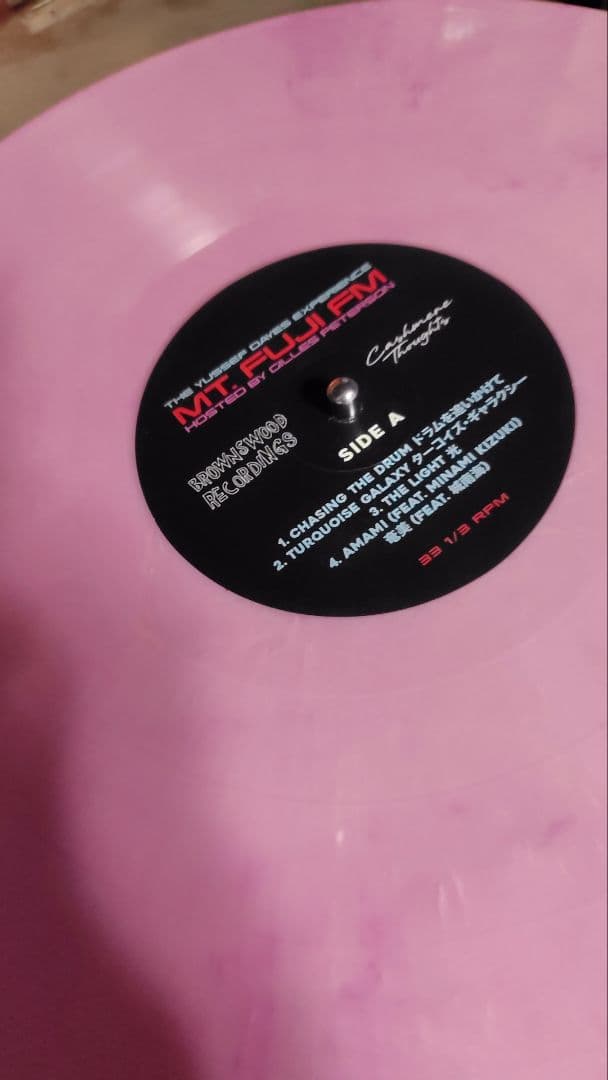 THE YUSSEF DAYES EXPERIENCE
MT. FUJI FM
HOSTED BY GILLES PETERSON
Cashmere
Thoughts
BROWNSWOOD
RECORDINGS
SIDE A
1. CHASING THE DRUM ドラムを追いかけて
2. TURQUOISE GALAXY ターコイズ・ギャラクシー
3. THE LIGHT 光
4. AMAMI (FEAT. MINAMI KIZUKI)
奄美 (FEAT.
33 1/3 RPM